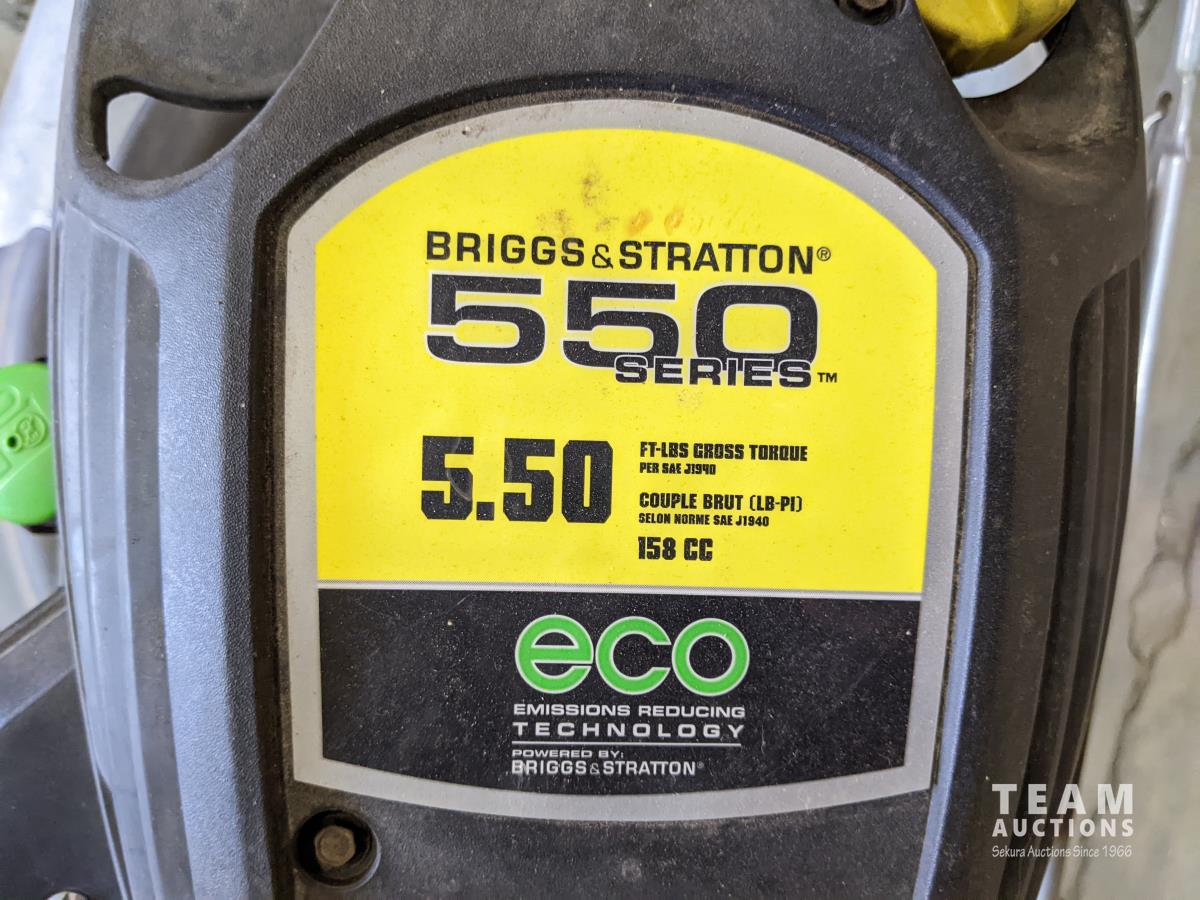 BRIGGS & STRATTON®
550
SERIES™
5.50
FT-LBS GROSS TORQUE
PER SAE J1940
COUPLE BRUT (LB-PI)
SELON NORME SAE J1940
158 CC
eco
EMISSIONS REDUCING
TECHNOLOGY
POWERED BY:
BRIGGS & STRATTON®
TEAM
AUCTIONS
Sekura Auctions Since 1966